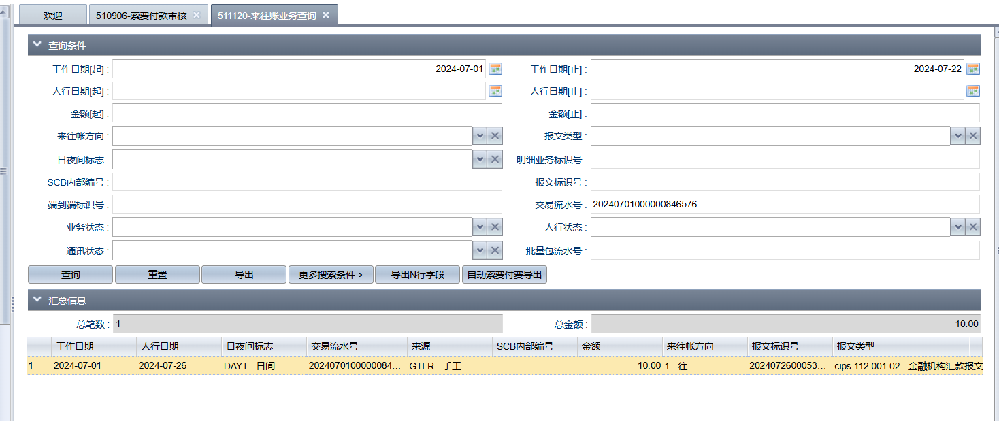 欢迎 510906-索费付款审核 511120-来往账业务查询
查询条件
工作日期[起] : 2024-07-01 工作日期[止] : 2024-07-22
人行日期[起] : 人行日期[止] :
金额[起] : 金额[止] :
来往帐方向 : 报文类型 :
日夜间标志 : 明细业务标识号 :
SCB内部编号 : 报文标识号 :
端到端标识号 : 交易流水号 : 20240701000000846576
业务状态 : 人行状态 :
通讯状态 : 批量包流水号 :
查询 重置 导出 更多搜索条件 > 导出N行字段 自动索费付费导出
汇总信息
总笔数 : 1 总金额 : 10.00
工作日期 人行日期 日夜间标志 交易流水号 来源 SCB内部编号 金额 来往帐方向 报文标识号 报文类型
1 2024-07-01 2024-07-26 DAYT - 日间 2024070100000084... GTLR - 手工 10.00 1 - 往 2024072600053... cips.112.001.02 - 金融机构汇款报文